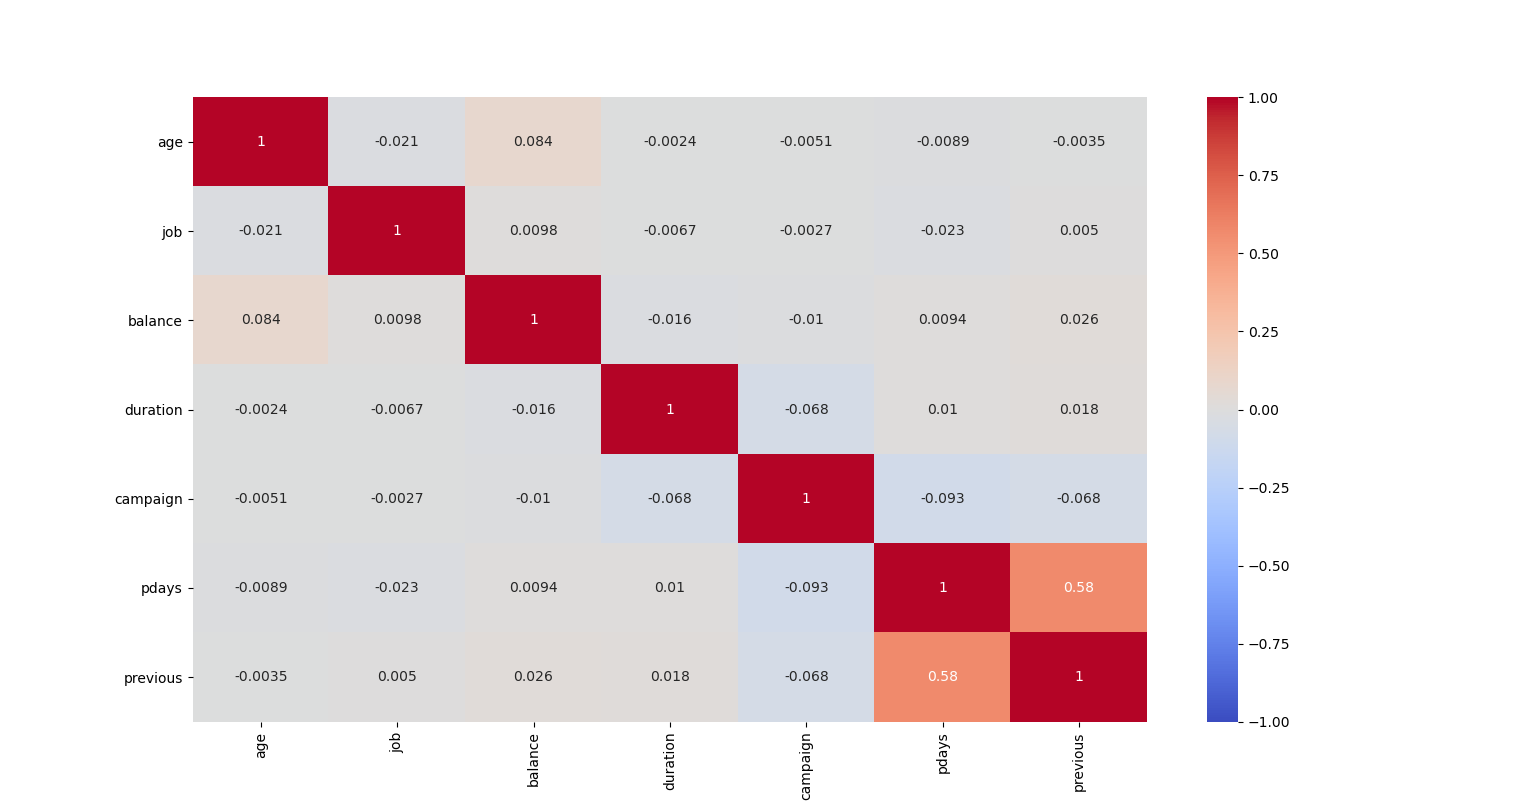 age 1 -0.021 0.084 -0.0024 -0.0051 -0.0089 -0.0035
job -0.021 1 0.0098 -0.0067 -0.0027 -0.023 0.005
balance 0.084 0.0098 1 -0.016 -0.01 0.0094 0.026
duration -0.0024 -0.0067 -0.016 1 -0.068 0.01 0.018
campaign -0.0051 -0.0027 -0.01 -0.068 1 -0.093 -0.068
pdays -0.0089 -0.023 0.0094 0.01 -0.093 1 0.58
previous -0.0035 0.005 0.026 0.018 -0.068 0.58 1
age job balance duration campaign pdays previous
1.00
0.75
0.50
0.25
0.00
−0.25
−0.50
−0.75
−1.00